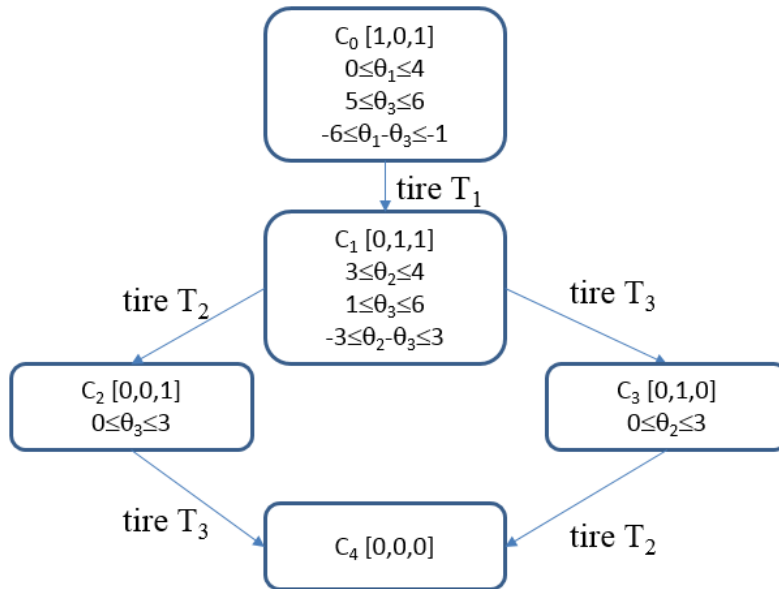 C₀ [1,0,1]
0≤θ₁≤4
5≤θ₃≤6
-6≤θ₁-θ₃≤-1
tire T₁
C₁ [0,1,1]
3≤θ₂≤4
1≤θ₃≤6
-3≤θ₂-θ₃≤3
tire T₂
tire T₃
C₂ [0,0,1]
0≤θ₃≤3
C₃ [0,1,0]
0≤θ₂≤3
tire T₃
C₄ [0,0,0]
tire T₂